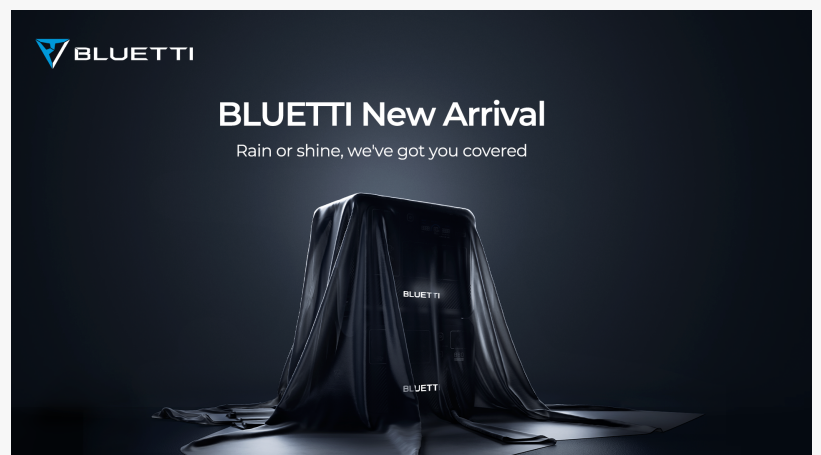 BLUETTI
BLUETTI New Arrival
Rain or shine, we've got you covered
BLUETTI
BLUETTI